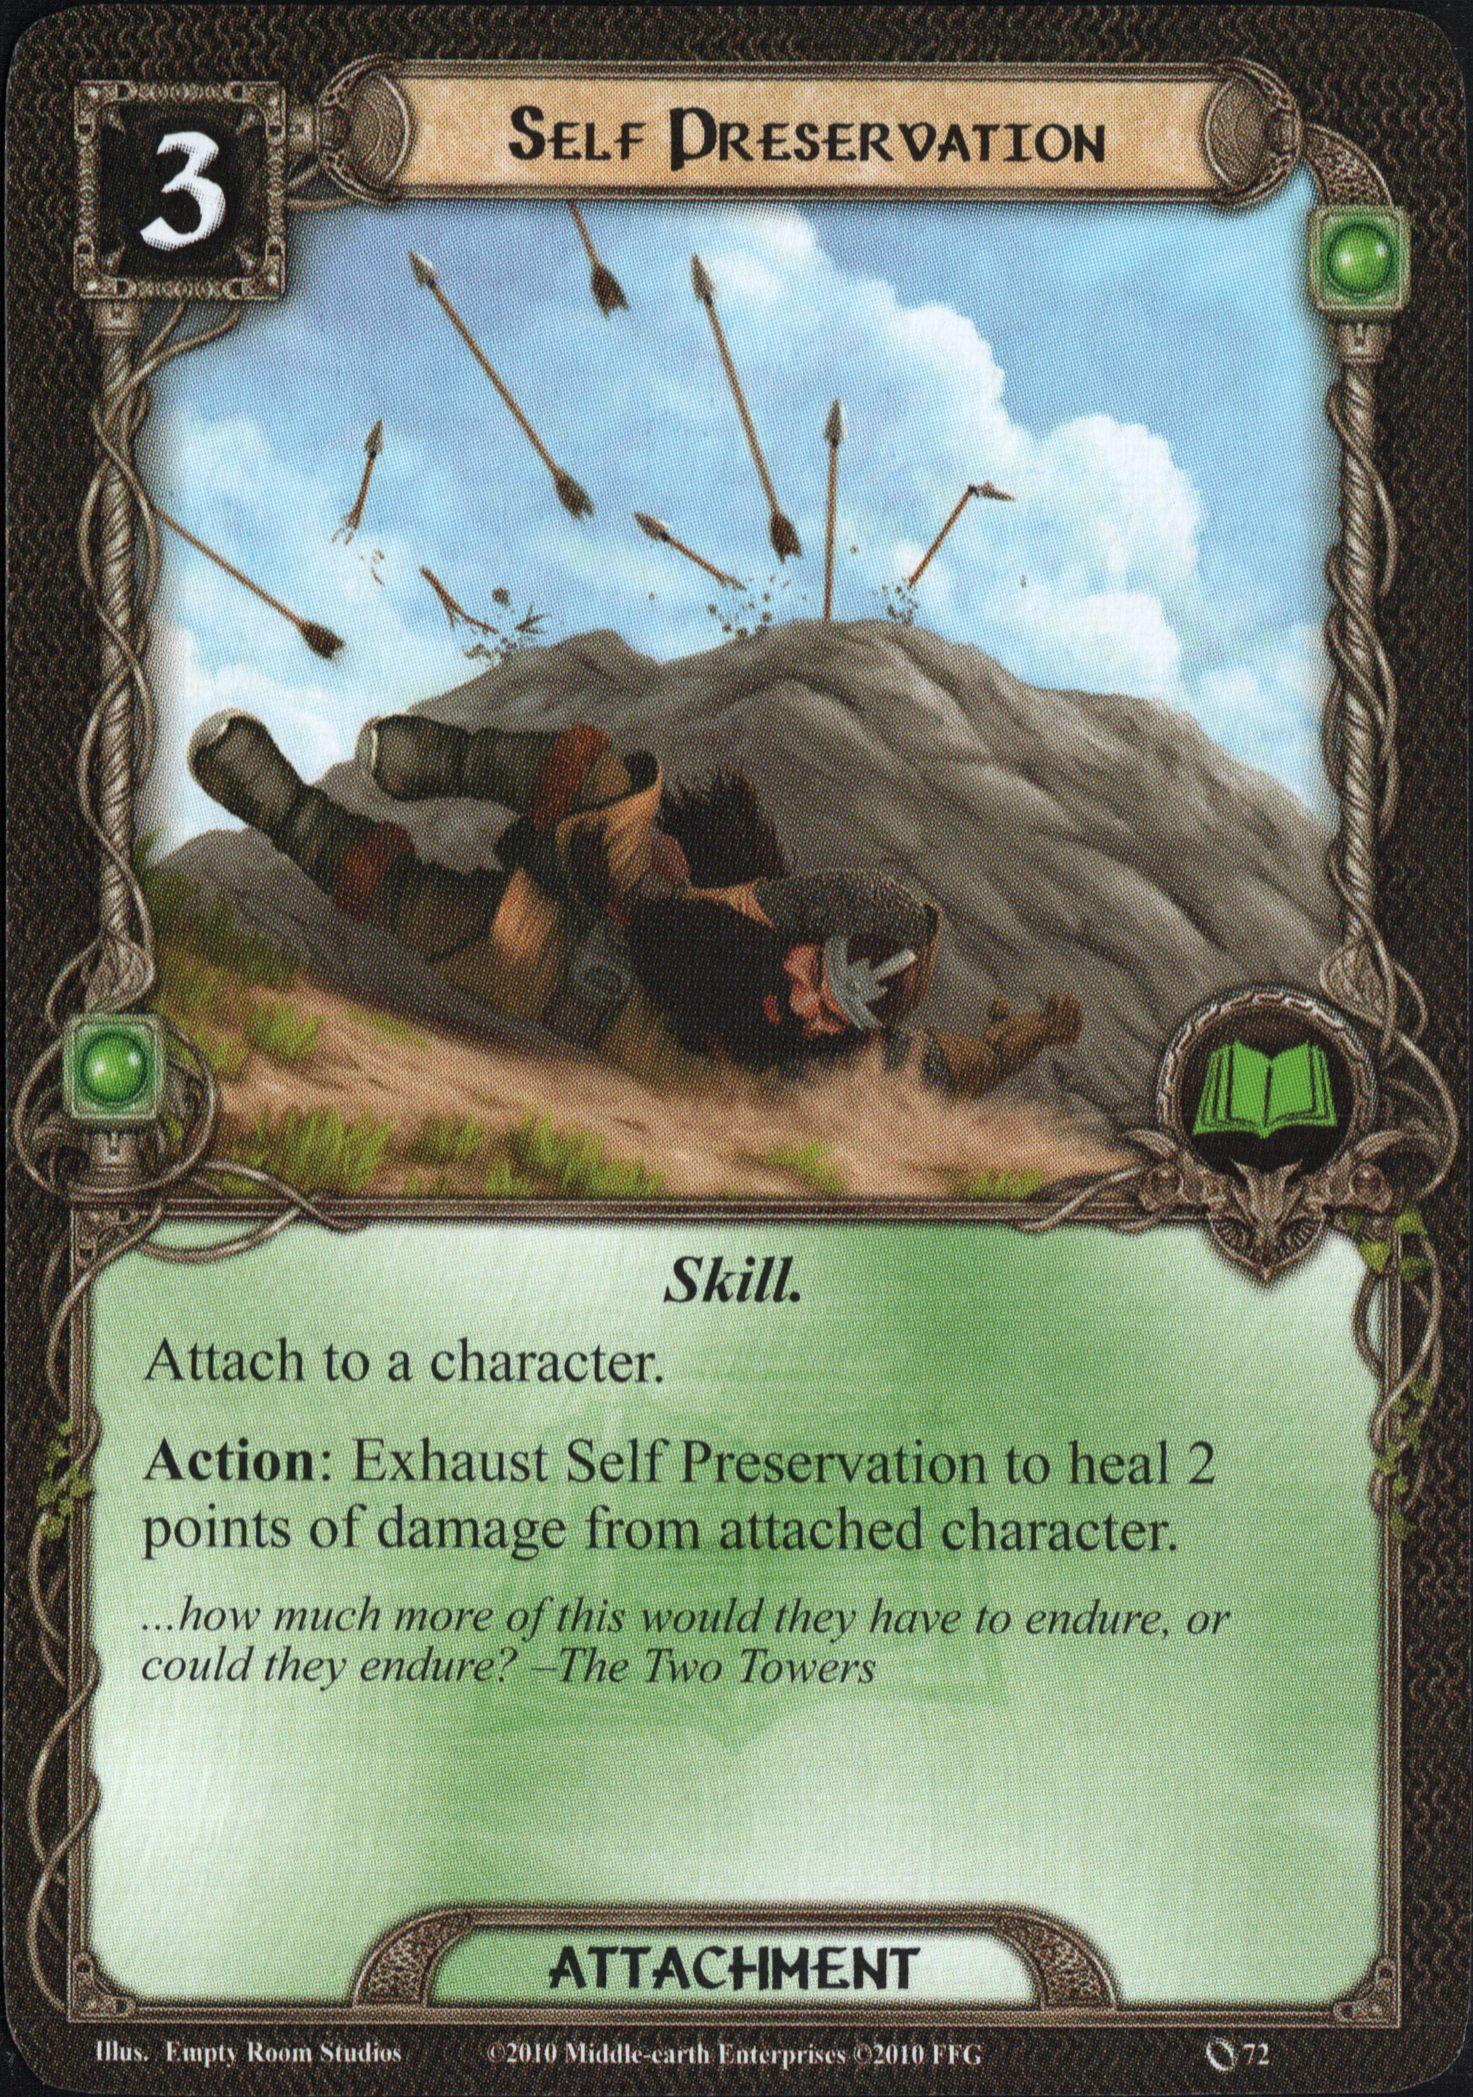 3
Self Preservation
Skill.
Attach to a character.
Action: Exhaust Self Preservation to heal 2
points of damage from attached character.
...how much more of this would they have to endure, or
could they endure? –The Two Towers
ATTACHMENT
Illus. Empty Room Studios ©2010 Middle-earth Enterprises ©2010 FFG 72